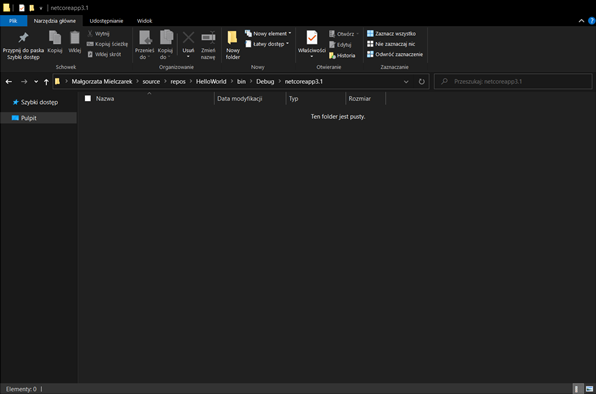 netcoreapp3.1
Plik Narzędzia główne Udostępnianie Widok
Przypnij do paska Szybki dostęp
Kopiuj
Wklej
Wytnij
Kopiuj ścieżkę
Wklej skrót
Schowek
Przenieś do
Kopiuj do
Usuń
Zmień nazwę
Organizowanie
Nowy folder
Nowy element
Łatwy dostęp
Nowy
Właściwości
Otwórz
Edytuj
Historia
Otwieranie
Zaznacz wszystko
Nie zaznaczaj nic
Odwróć zaznaczenie
Zaznaczanie
Małgorzata Mielczarek > source > repos > HelloWorld > bin > Debug > netcoreapp3.1
Przeszukaj: netcoreapp3.1
Szybki dostęp
Pulpit
Nazwa Data modyfikacji Typ Rozmiar
Ten folder jest pusty.
Elementy: 0